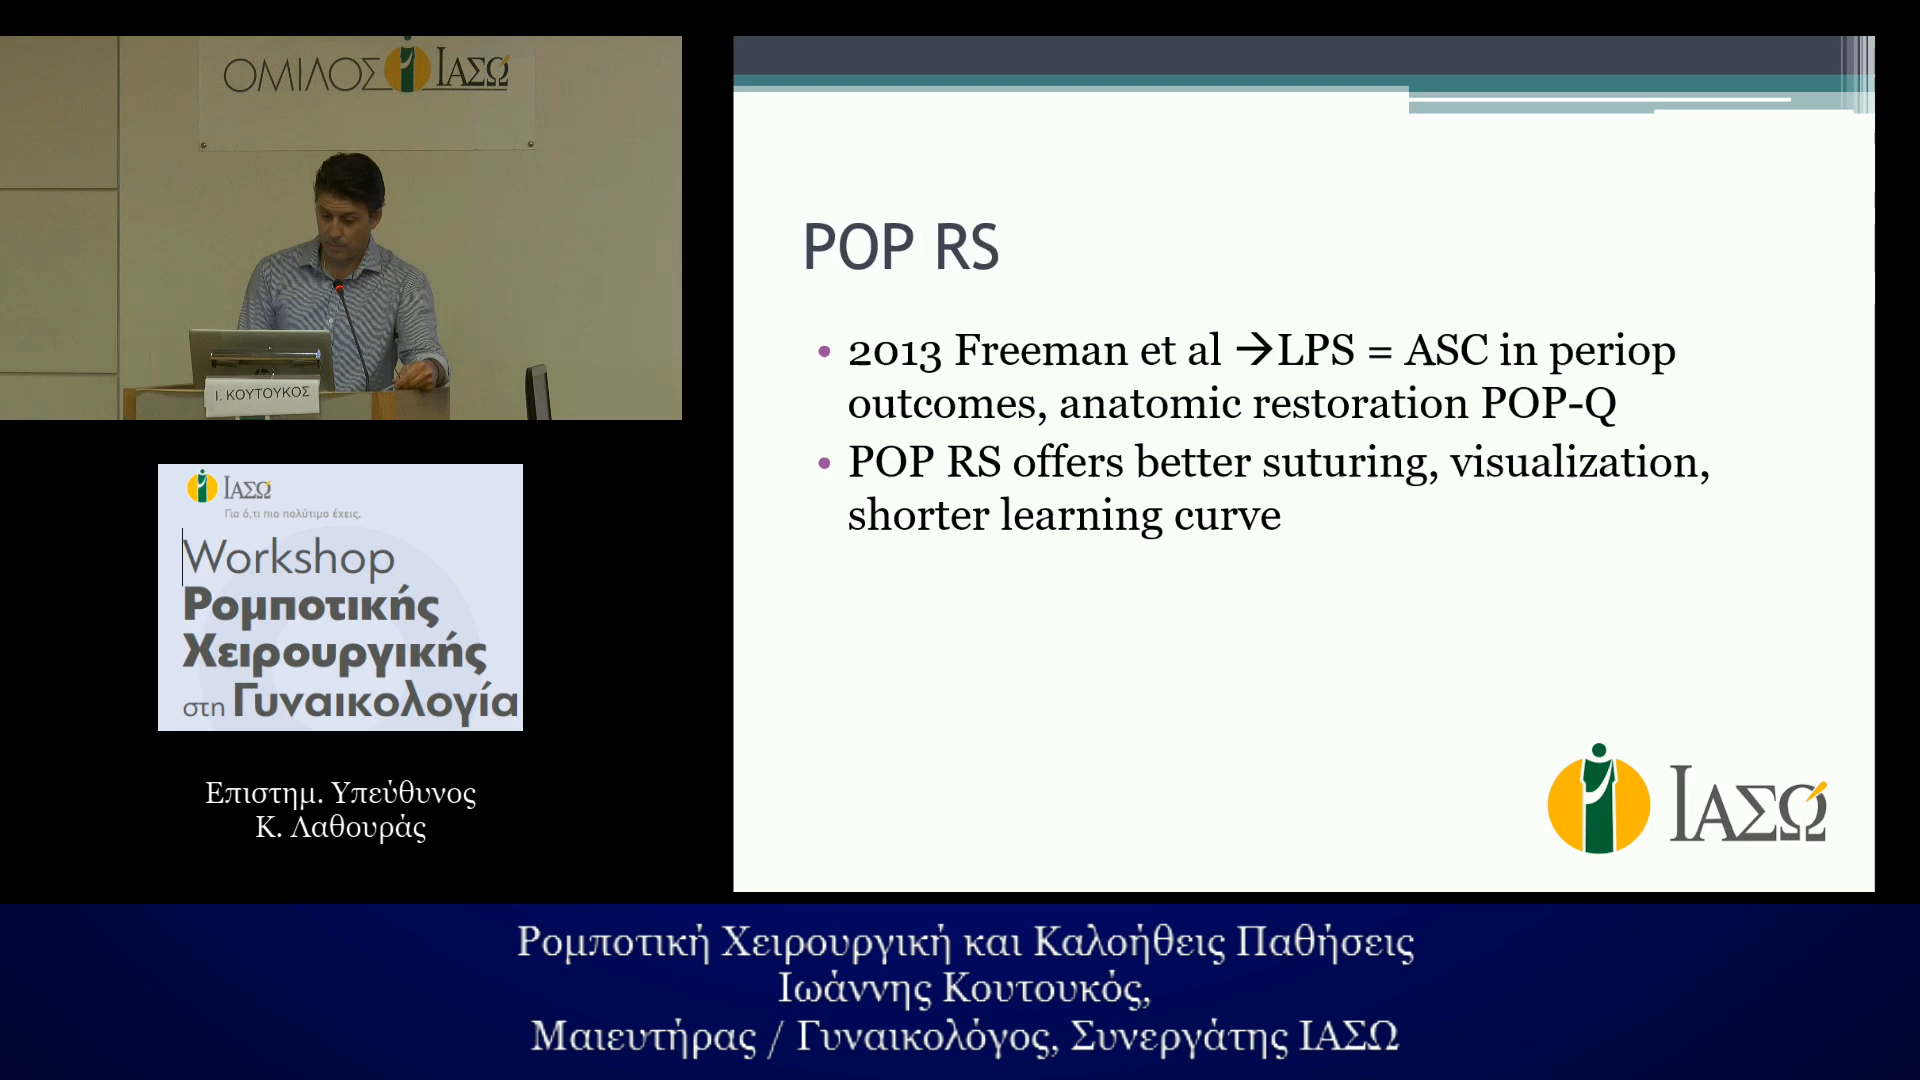 ΟΜΙΛΟΣ ΙΑΣΩ
Ι. ΚΟΥΤΟΥΚΟΣ
ΙΑΣΩ
Για ό,τι πιο πολύτιμο έχεις.
Workshop
Ρομποτικής
Χειρουργικής
στη Γυναικολογία
Επιστημ. Υπεύθυνος
Κ. Λαθουράς
POP RS
• 2013 Freeman et al →LPS = ASC in periop
outcomes, anatomic restoration POP-Q
• POP RS offers better suturing, visualization,
shorter learning curve
ΙΑΣΩ
Ρομποτική Χειρουργική και Καλοήθεις Παθήσεις
Ιωάννης Κουτουκός,
Μαιευτήρας / Γυναικολόγος, Συνεργάτης ΙΑΣΩ